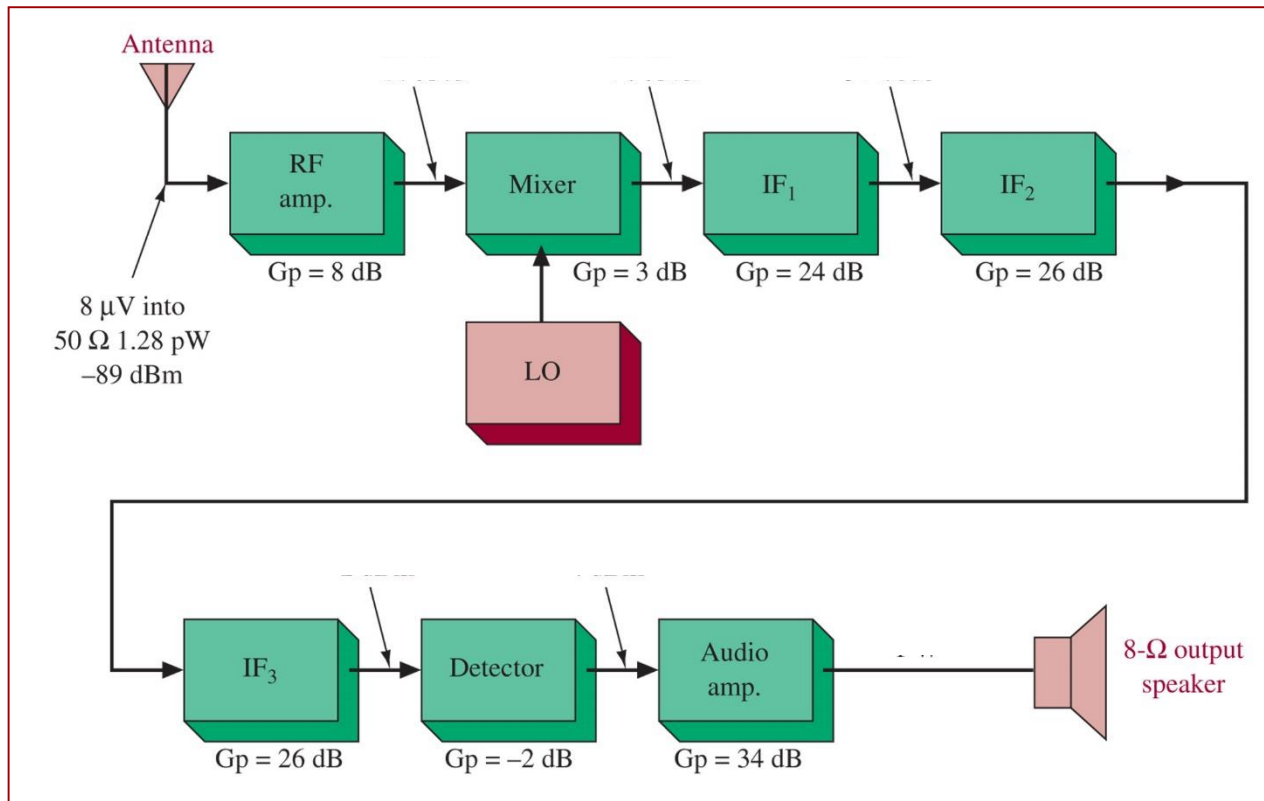 Antenna
RF
amp.
Mixer
IF₁
IF₂
Gp = 8 dB
Gp = 3 dB
Gp = 24 dB
Gp = 26 dB
8 µV into
50 Ω 1.28 pW
–89 dBm
LO
IF₃
Detector
Audio
amp.
8-Ω output
speaker
Gp = 26 dB
Gp = –2 dB
Gp = 34 dB